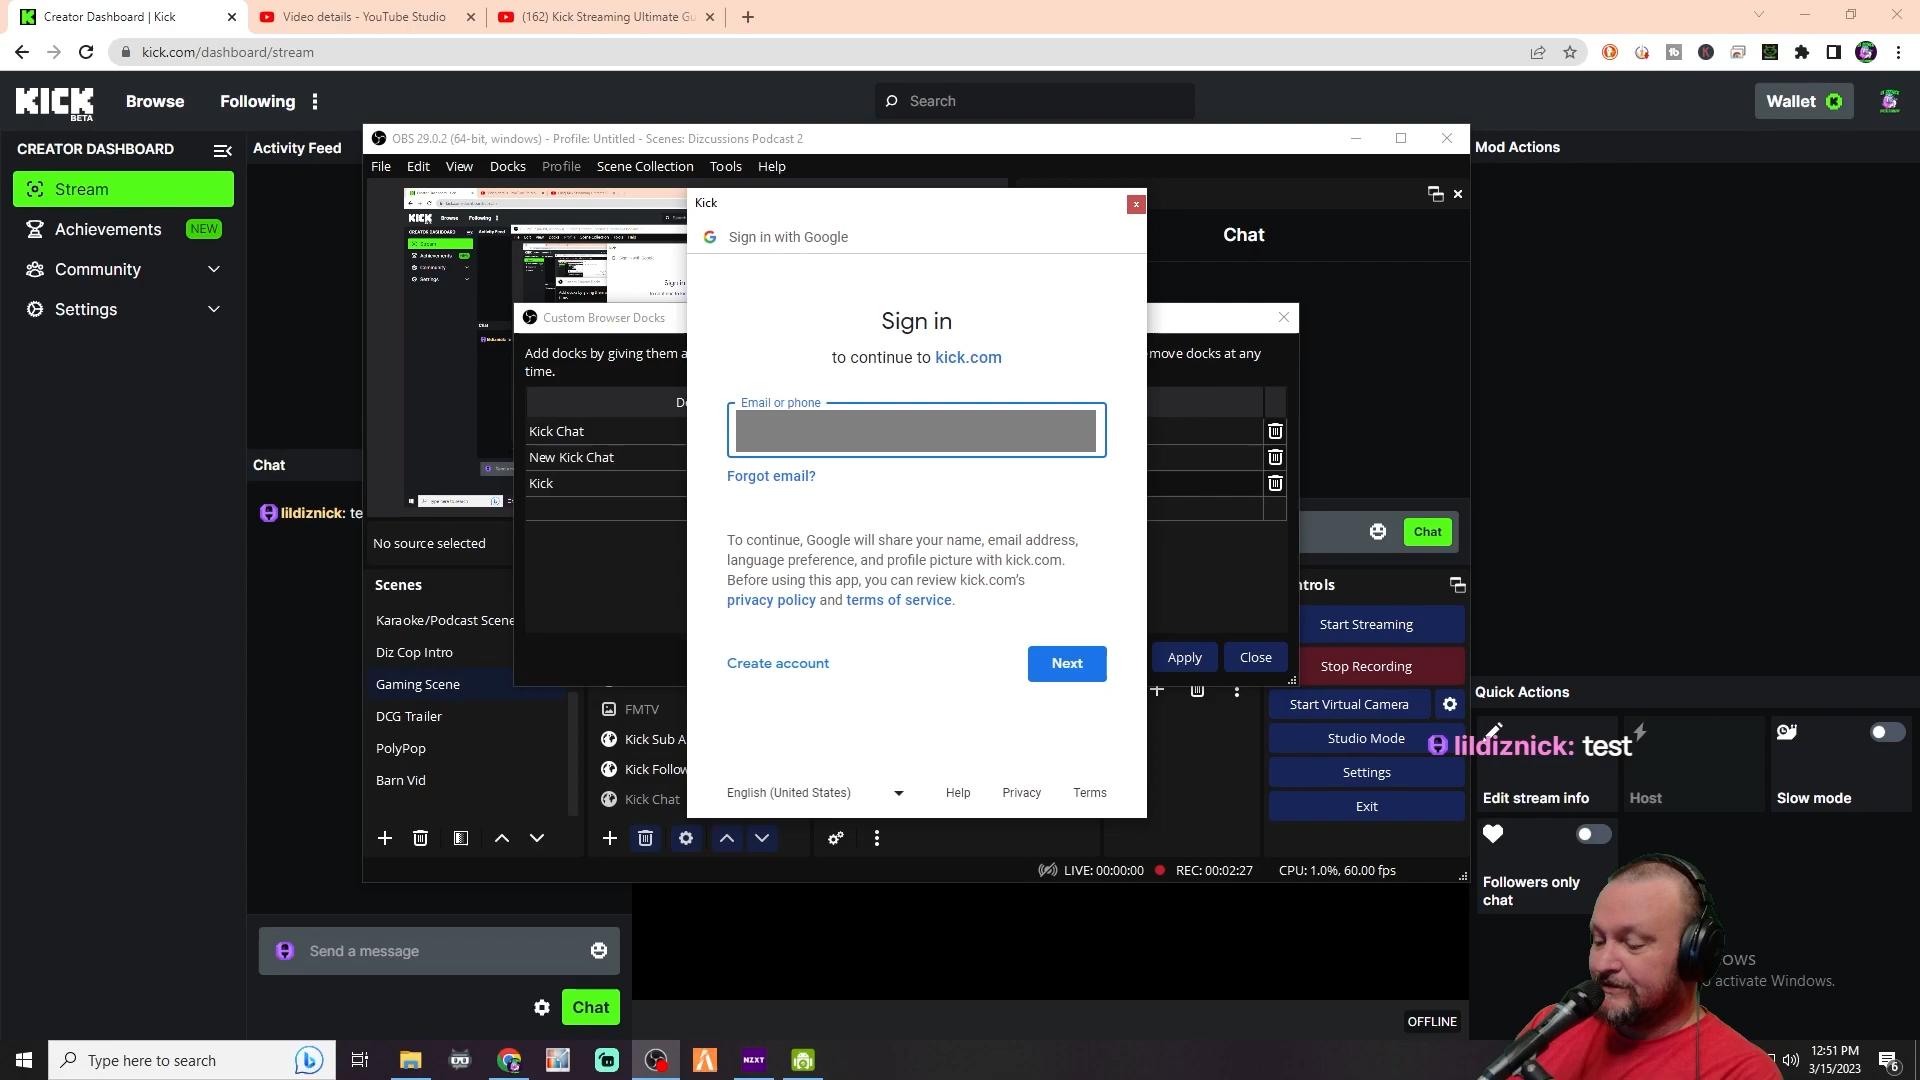 Creator Dashboard | Kick
Video details - YouTube Studio
(162) Kick Streaming Ultimate Gu
kick.com/dashboard/stream
KICK
BETA
Browse
Following
Search
Wallet
CREATOR DASHBOARD
Stream
Achievements
NEW
Community
Settings
Activity Feed
Chat
lildiznick: te
Send a message
Chat
OBS 29.0.2 (64-bit, windows) - Profile: Untitled - Scenes: Dizcussions Podcast 2
File
Edit
View
Docks
Profile
Scene Collection
Tools
Help
Chat
Chat
Custom Browser Docks
Add docks by giving them a
move docks at any
time.
Kick Chat
New Kick Chat
Kick
Apply
Close
Kick
Sign in with Google
Sign in
to continue to kick.com
Email or phone
Forgot email?
To continue, Google will share your name, email address,
language preference, and profile picture with kick.com.
Before using this app, you can review kick.com's
privacy policy and terms of service.
Create account
Next
English (United States)
Help
Privacy
Terms
No source selected
Scenes
Karaoke/Podcast Scene
Diz Cop Intro
Gaming Scene
DCG Trailer
PolyPop
Barn Vid
FMTV
Kick Sub A
Kick Follow
Kick Chat
ntrols
Start Streaming
Stop Recording
Start Virtual Camera
Studio Mode
Settings
Exit
LIVE: 00:00:00
REC: 00:02:27
CPU: 1.0%, 60.00 fps
Mod Actions
Quick Actions
lildiznick: test
Edit stream info
Host
Slow mode
Followers only
chat
OFFLINE
ows
activate Windows.
Type here to search
NZXT
12:51 PM
3/15/2023
6